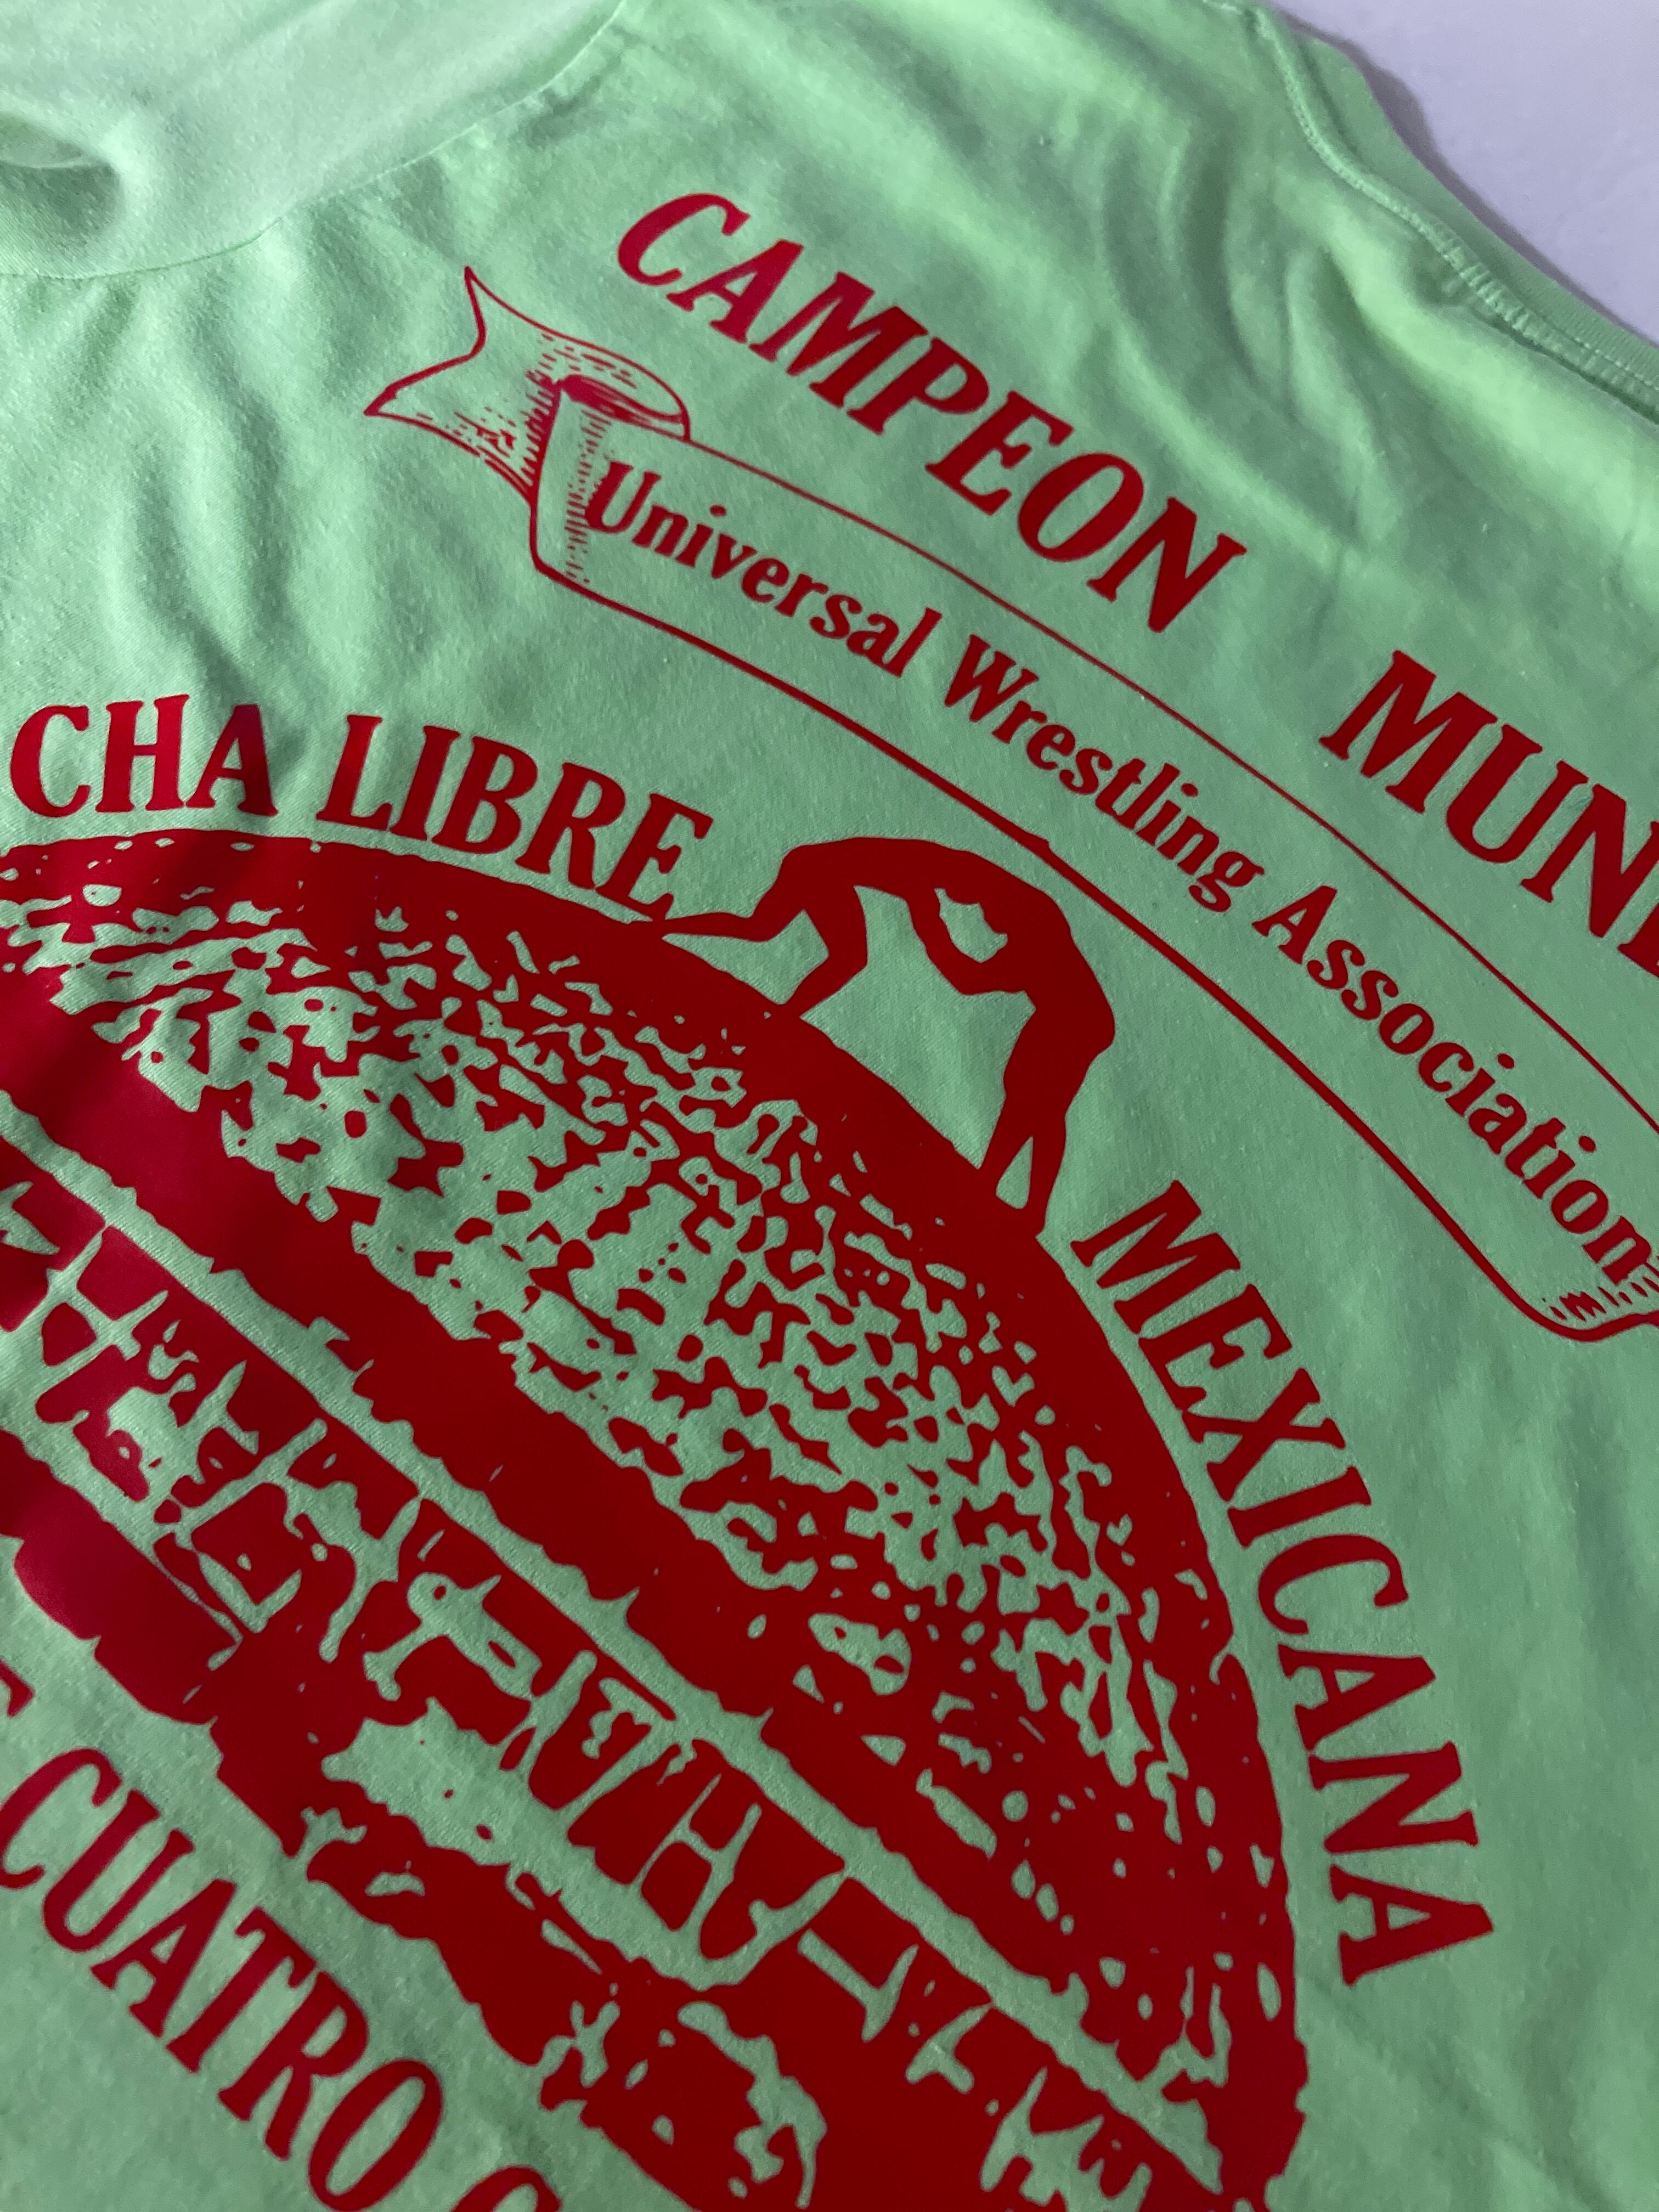 CAMPEON MUN
Universal Wrestling Association
CHA LIBRE MEXICANA
CUATRO